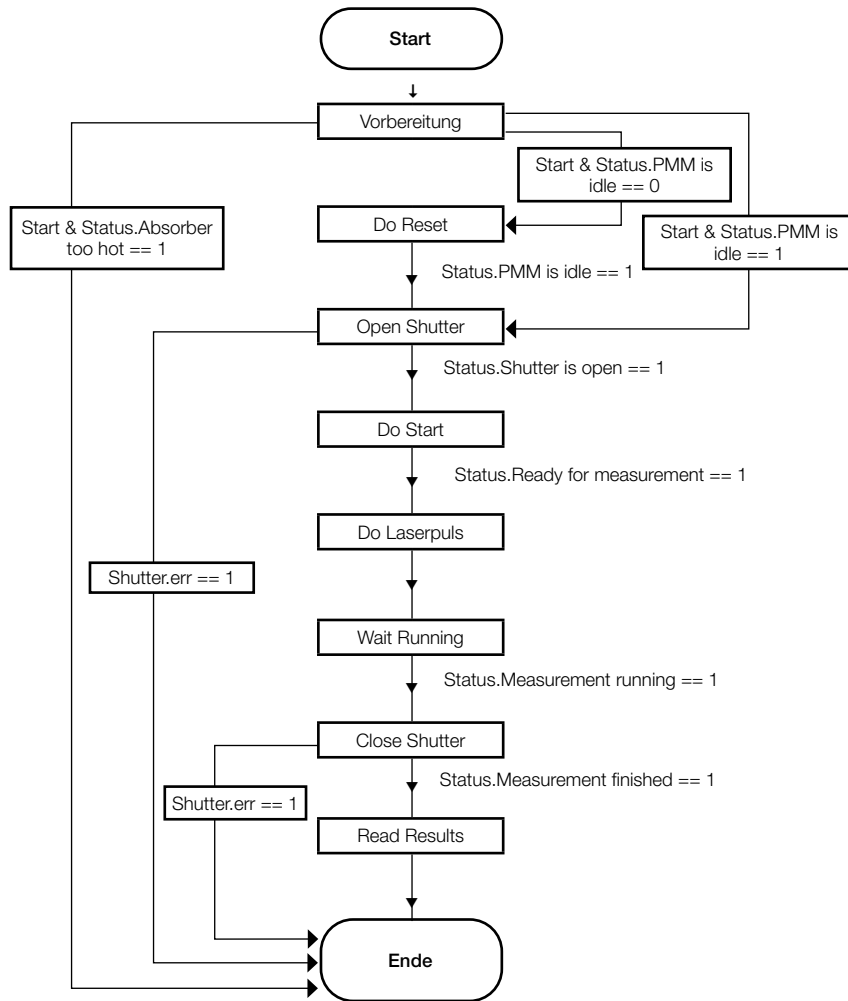 Start
↓
Vorbereitung
Start & Status.PMM is
idle == 0
Start & Status.Absorber
too hot == 1
Do Reset
Start & Status.PMM is
idle == 1
Status.PMM is idle == 1
Open Shutter
Status.Shutter is open == 1
Do Start
Status.Ready for measurement == 1
Do Laserpuls
Shutter.err == 1
Wait Running
Status.Measurement running == 1
Close Shutter
Status.Measurement finished == 1
Shutter.err == 1
Read Results
Ende